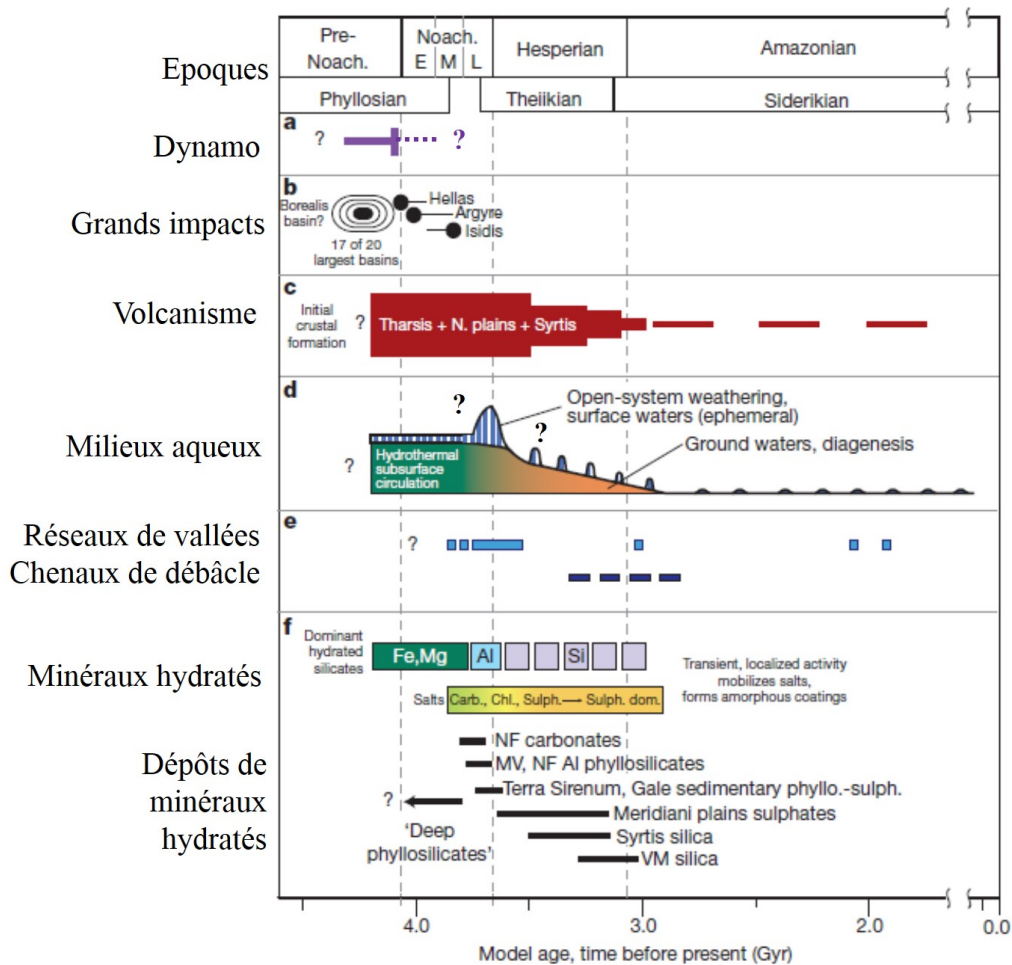 Epoques
Pre-
Noach.
Noach.
E M L
Hesperian
Amazonian
Phyllosian
Theiikian
Siderikian
Dynamo
a
?
?
Grands impacts
b
Borealis
basin?
17 of 20
largest basins
Hellas
Argyre
Isidis
Volcanisme
c
Initial
crustal
formation
?
Tharsis + N. plains + Syrtis
Milieux aqueux
d
?
?
?
Hydrothermal
subsurface
circulation
Open-system weathering,
surface waters (ephemeral)
Ground waters, diagenesis
Réseaux de vallées
Chenaux de débâcle
e
?
Minéraux hydratés
f
Dominant
hydrated
silicates
Fe,Mg
Al
Si
Transient, localized activity
mobilizes salts,
forms amorphous coatings
Salts
Carb., Chl., Sulph.→ Sulph. dom.
Dépôts de
minéraux
hydratés
NF carbonates
MV, NF Al phyllosilicates
Terra Sirenum, Gale sedimentary phyllo.-sulph.
?
Meridiani plains sulphates
'Deep
phyllosilicates'
Syrtis silica
VM silica
4.0
3.0
2.0
0.0
Model age, time before present (Gyr)